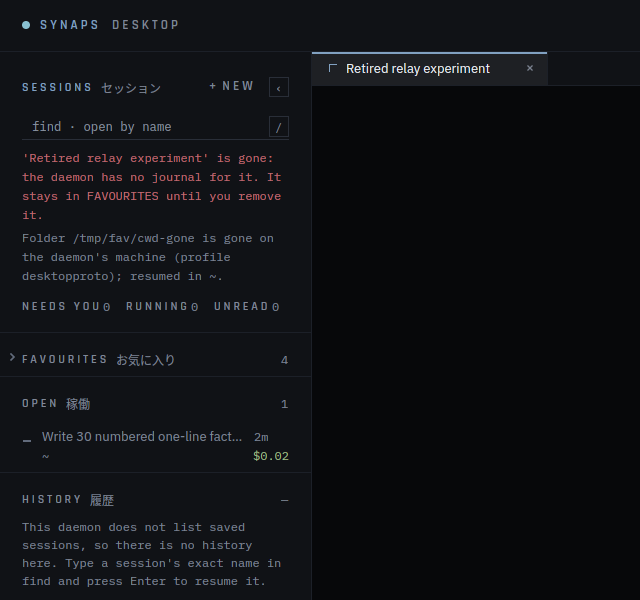 SYNAPS DESKTOP
SESSIONS セッション + NEW ‹
find · open by name /
'Retired relay experiment' is gone:
the daemon has no journal for it. It
stays in FAVOURITES until you remove
it.
Folder /tmp/fav/cwd-gone is gone on
the daemon's machine (profile
desktopproto); resumed in ~.
NEEDS YOU 0 RUNNING 0 UNREAD 0
FAVOURITES お気に入り 4
OPEN 稼働 1
Write 30 numbered one-line fact... 2m
~ $0.02
HISTORY 履歴 —
This daemon does not list saved
sessions, so there is no history
here. Type a session's exact name in
find and press Enter to resume it.
Retired relay experiment ×